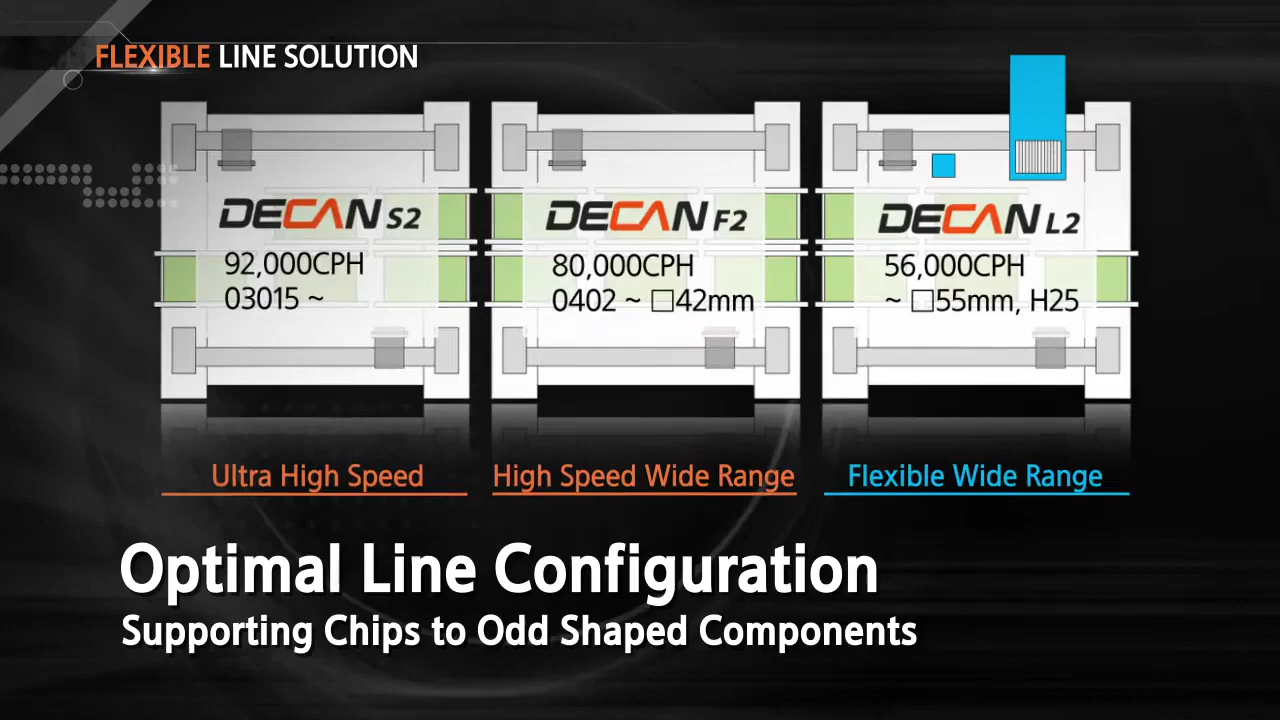 FLEXIBLE LINE SOLUTION
DECAN S2
92,000CPH
03015 ~
DECAN F2
80,000CPH
0402 ~ □42mm
DECAN L2
56,000CPH
~ □55mm, H25
Ultra High Speed
High Speed Wide Range
Flexible Wide Range
Optimal Line Configuration
Supporting Chips to Odd Shaped Components